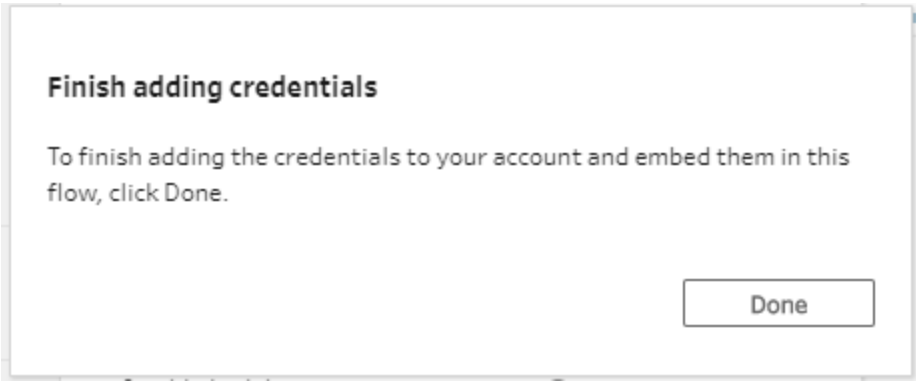 Finish adding credentials
To finish adding the credentials to your account and embed them in this
flow, click Done.
Done